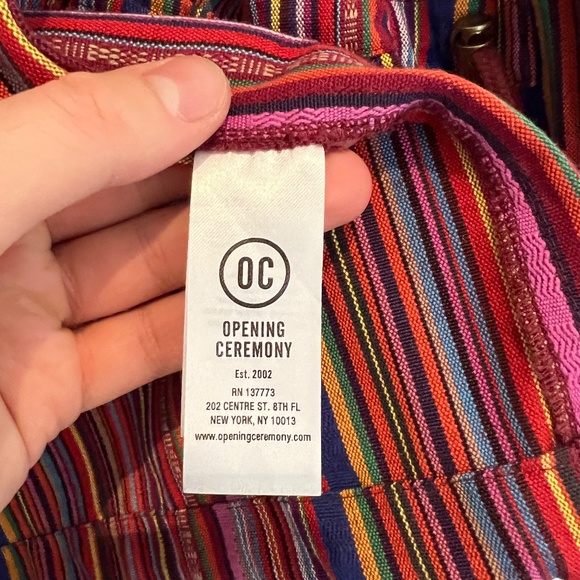 OC
OPENING
CEREMONY
Est. 2002
RN 137773
202 CENTRE ST. 8TH FL
NEW YORK, NY 10013
www.openingceremony.com